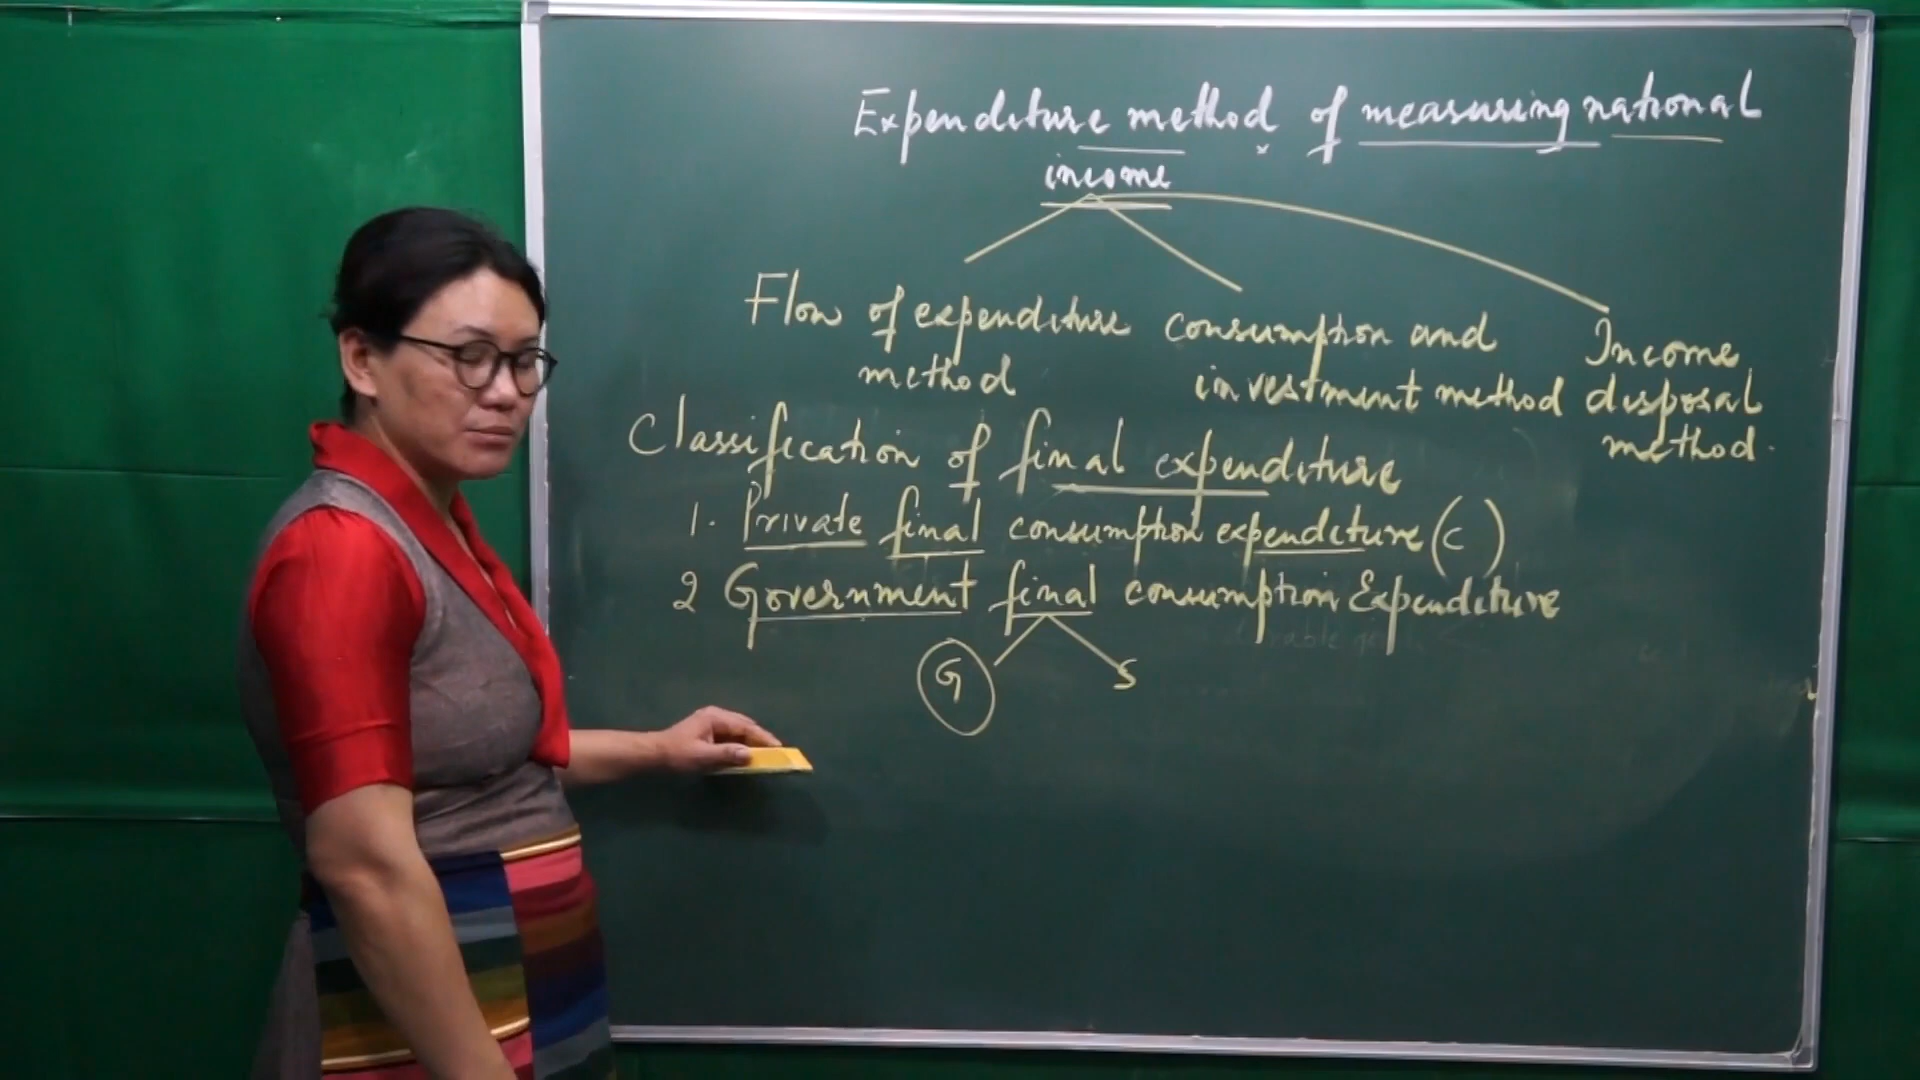 Expenditure method of measuring national
income
Flow of expenditure
method
consumption and
investment method
Income
disposal
method.
Classification of final expenditure
1. Private final consumption expenditure (C)
2 Government final consumption Expenditure
G S